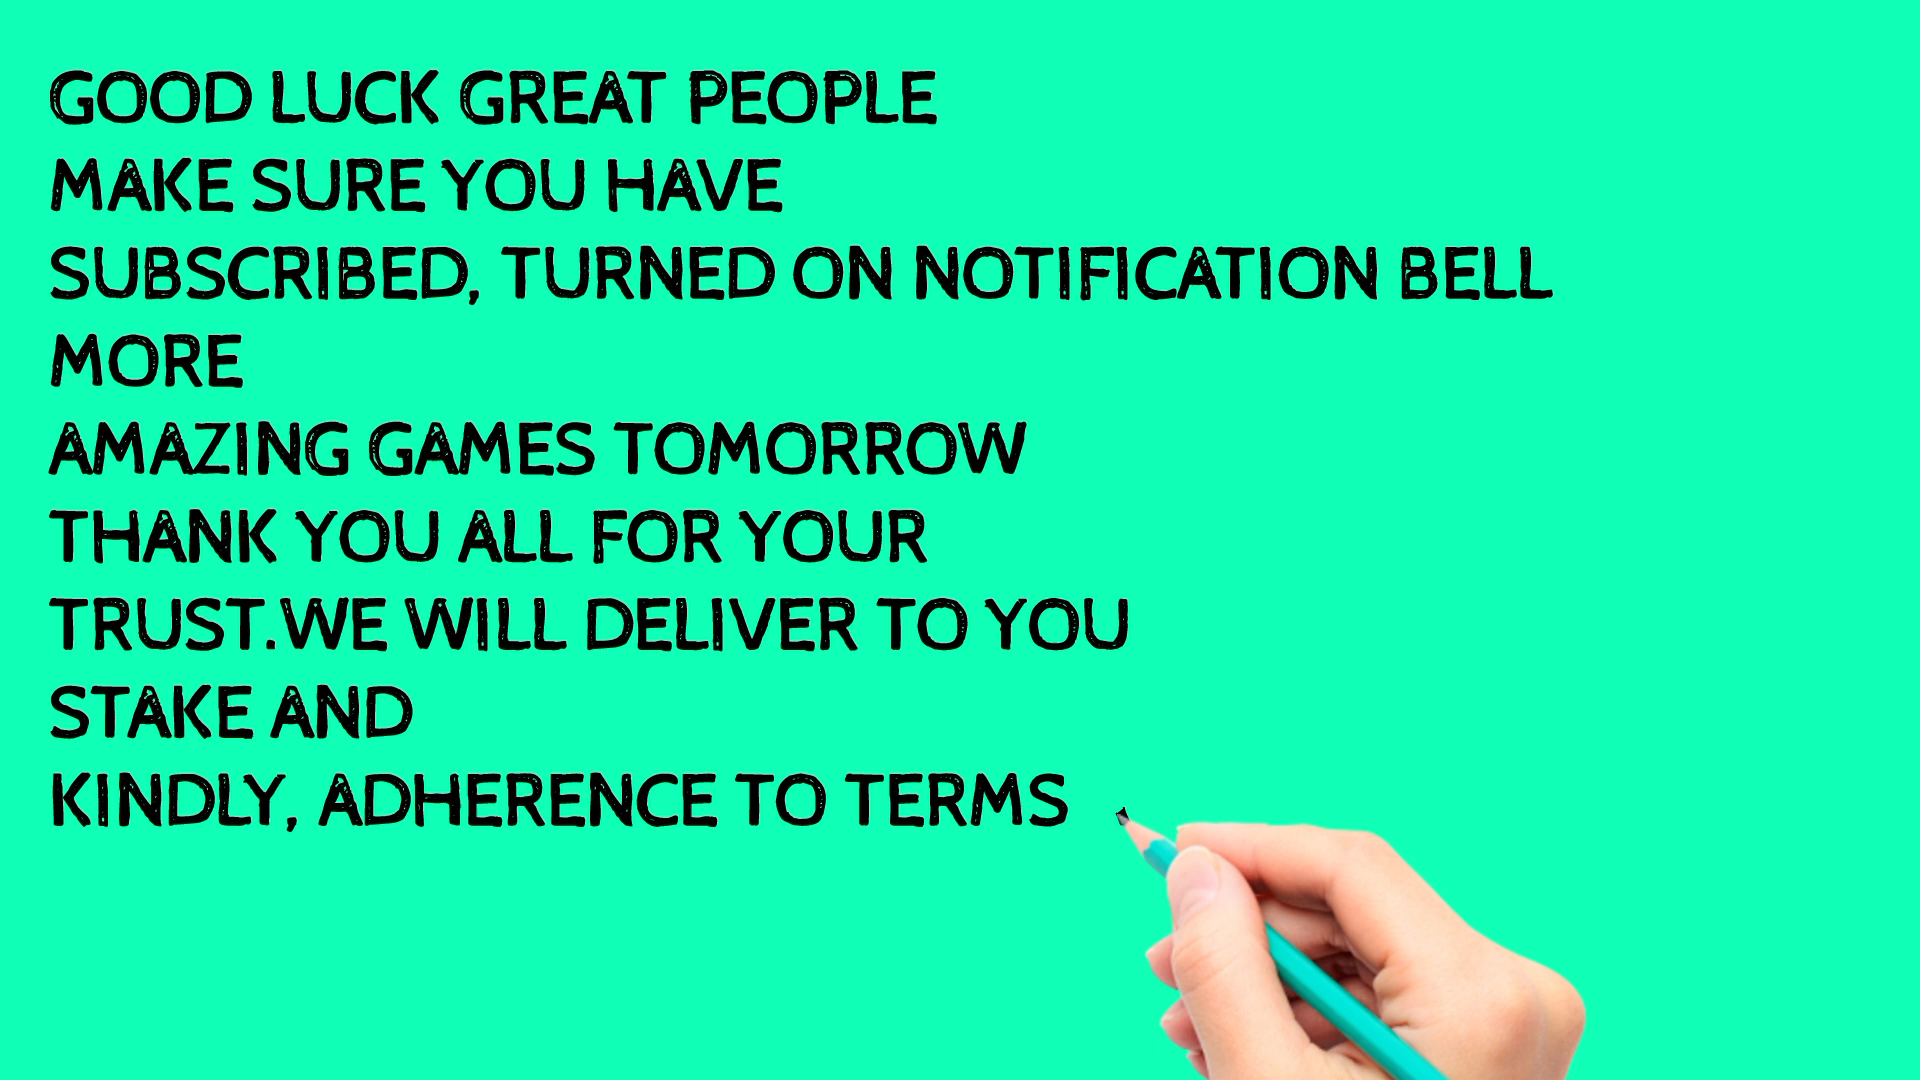 GOOD LUCK GREAT PEOPLE
MAKE SURE YOU HAVE
SUBSCRIBED, TURNED ON NOTIFICATION BELL
MORE
AMAZING GAMES TOMORROW
THANK YOU ALL FOR YOUR
TRUST.WE WILL DELIVER TO YOU
STAKE AND
KINDLY, ADHERENCE TO TERMS